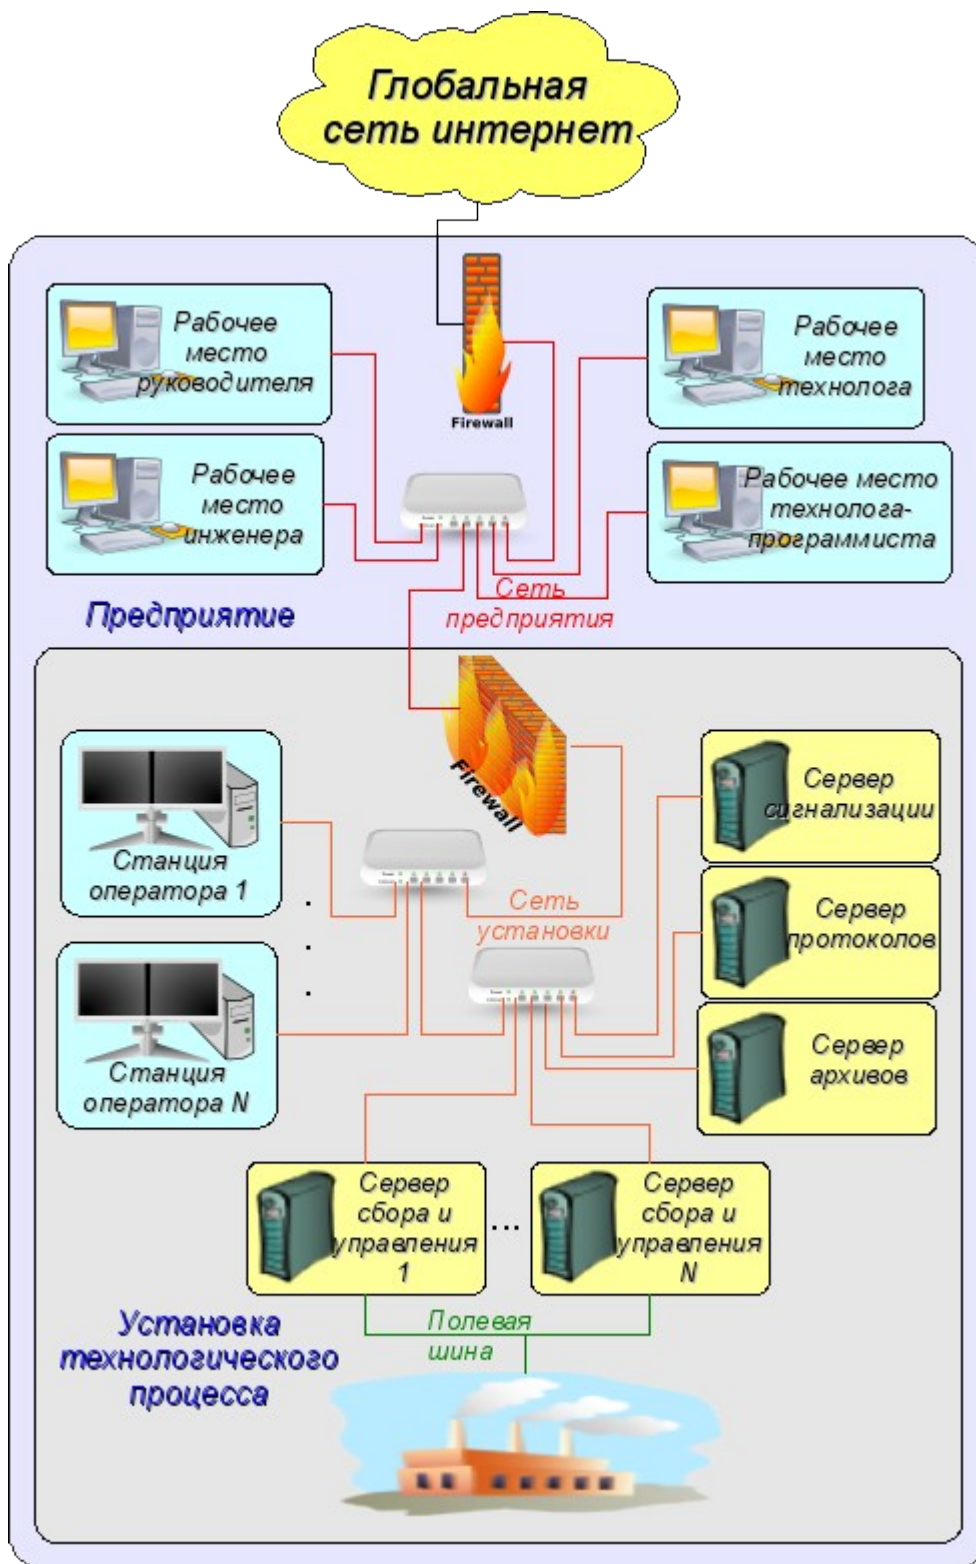 Глобальная
сеть интернет
Рабочее
место
руководителя
Firewall
Рабочее
место
технолога
Рабочее
место
инженера
Рабочее место
технолога-
программиста
Сеть
предприятия
Предприятие
Firewall
Станция
оператора 1
Сервер
сигнализации
Сеть
установки
Сервер
протоколов
Станция
оператора N
Сервер
архивов
Сервер
сбора и
управления
1
...
Сервер
сбора и
управления
N
Полевая
шина
Установка
технологического
процесса